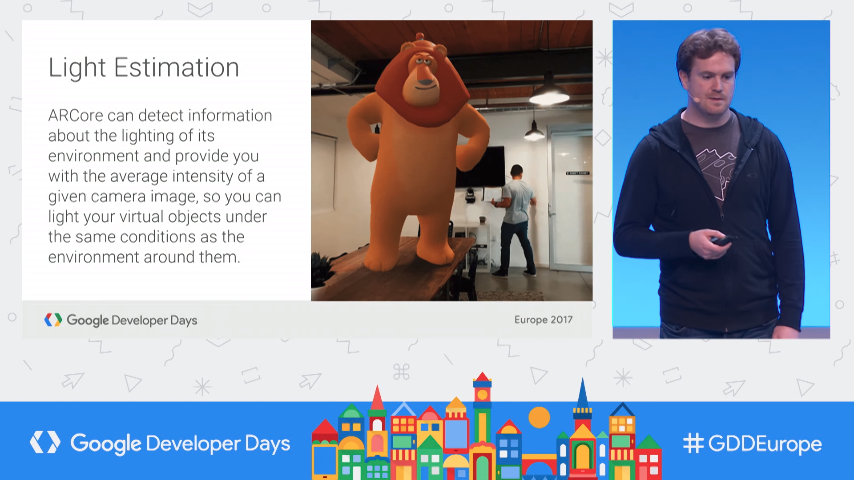 Light Estimation
ARCore can detect information
about the lighting of its
environment and provide you
with the average intensity of a
given camera image, so you can
light your virtual objects under
the same conditions as the
environment around them.
Google Developer Days
Europe 2017
Google Developer Days
#GDDEurope